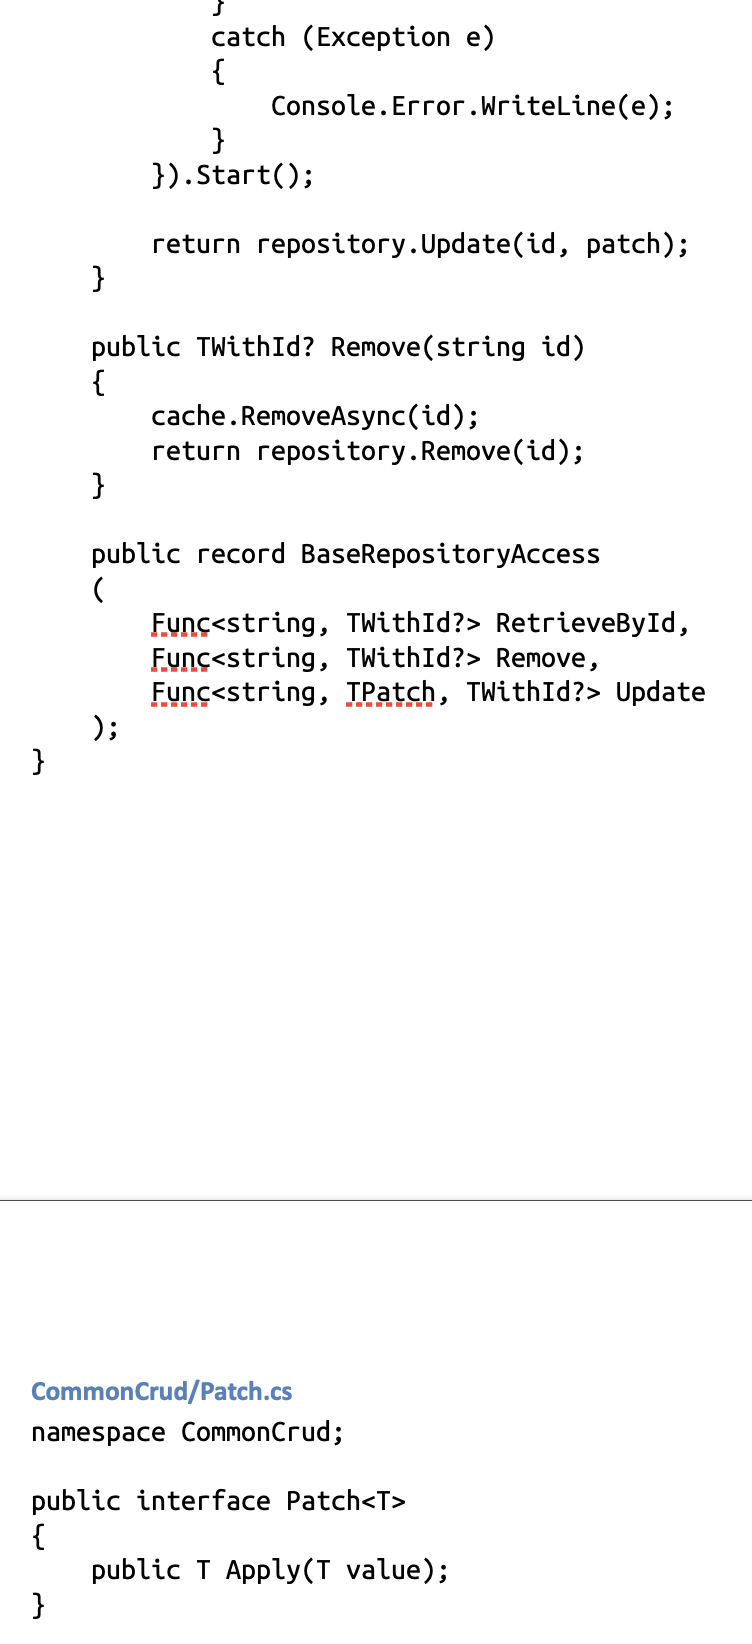 }
catch (Exception e)
{
Console.Error.WriteLine(e);
}
}).Start();
return repository.Update(id, patch);
}
public TWithId? Remove(string id)
{
cache.RemoveAsync(id);
return repository.Remove(id);
}
public record BaseRepositoryAccess
(
Func<string, TWithId?> RetrieveById,
Func<string, TWithId?> Remove,
Func<string, TPatch, TWithId?> Update
);
}
CommonCrud/Patch.cs
namespace CommonCrud;
public interface Patch<T>
{
public T Apply(T value);
}